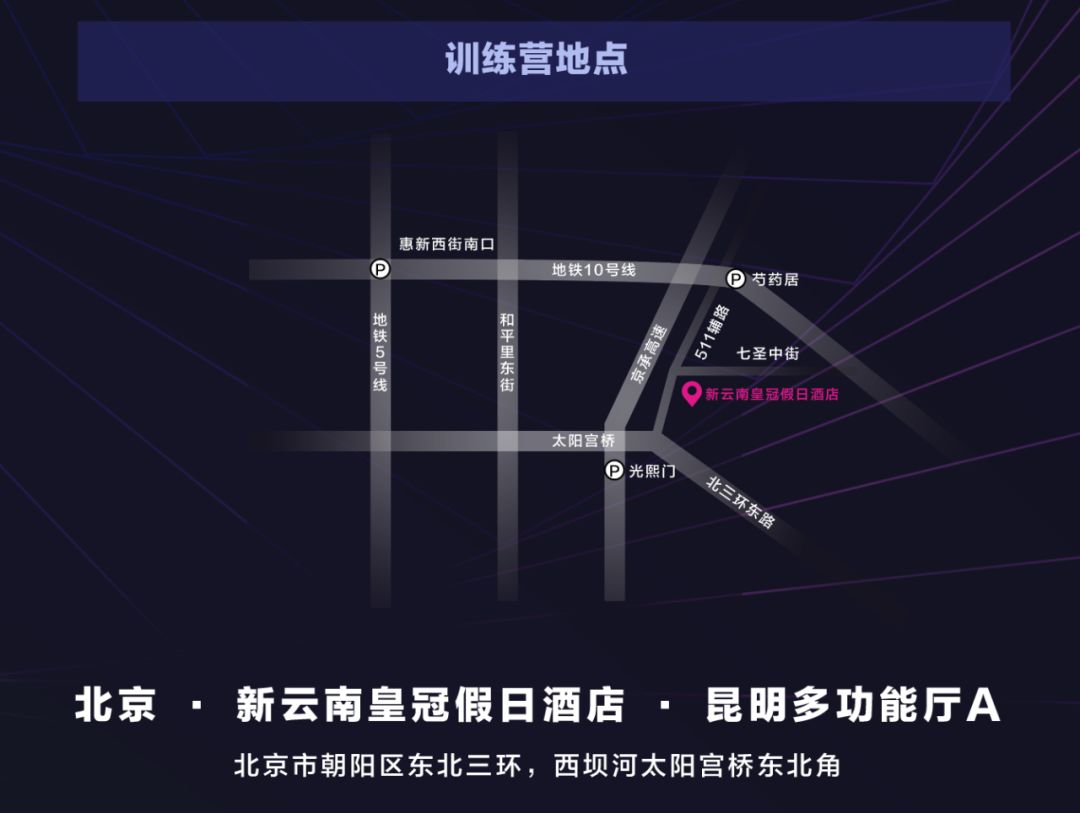 训练营地点
惠新西街南口
P
地铁10号线
P
芍药居
地铁5号线
和平里东街
京承高速
511辅路
七圣中街
新云南皇冠假日酒店
太阳宫桥
P
光熙门
北三环东路
北京 · 新云南皇冠假日酒店 · 昆明多功能厅A
北京市朝阳区东北三环，西坝河太阳宫桥东北角